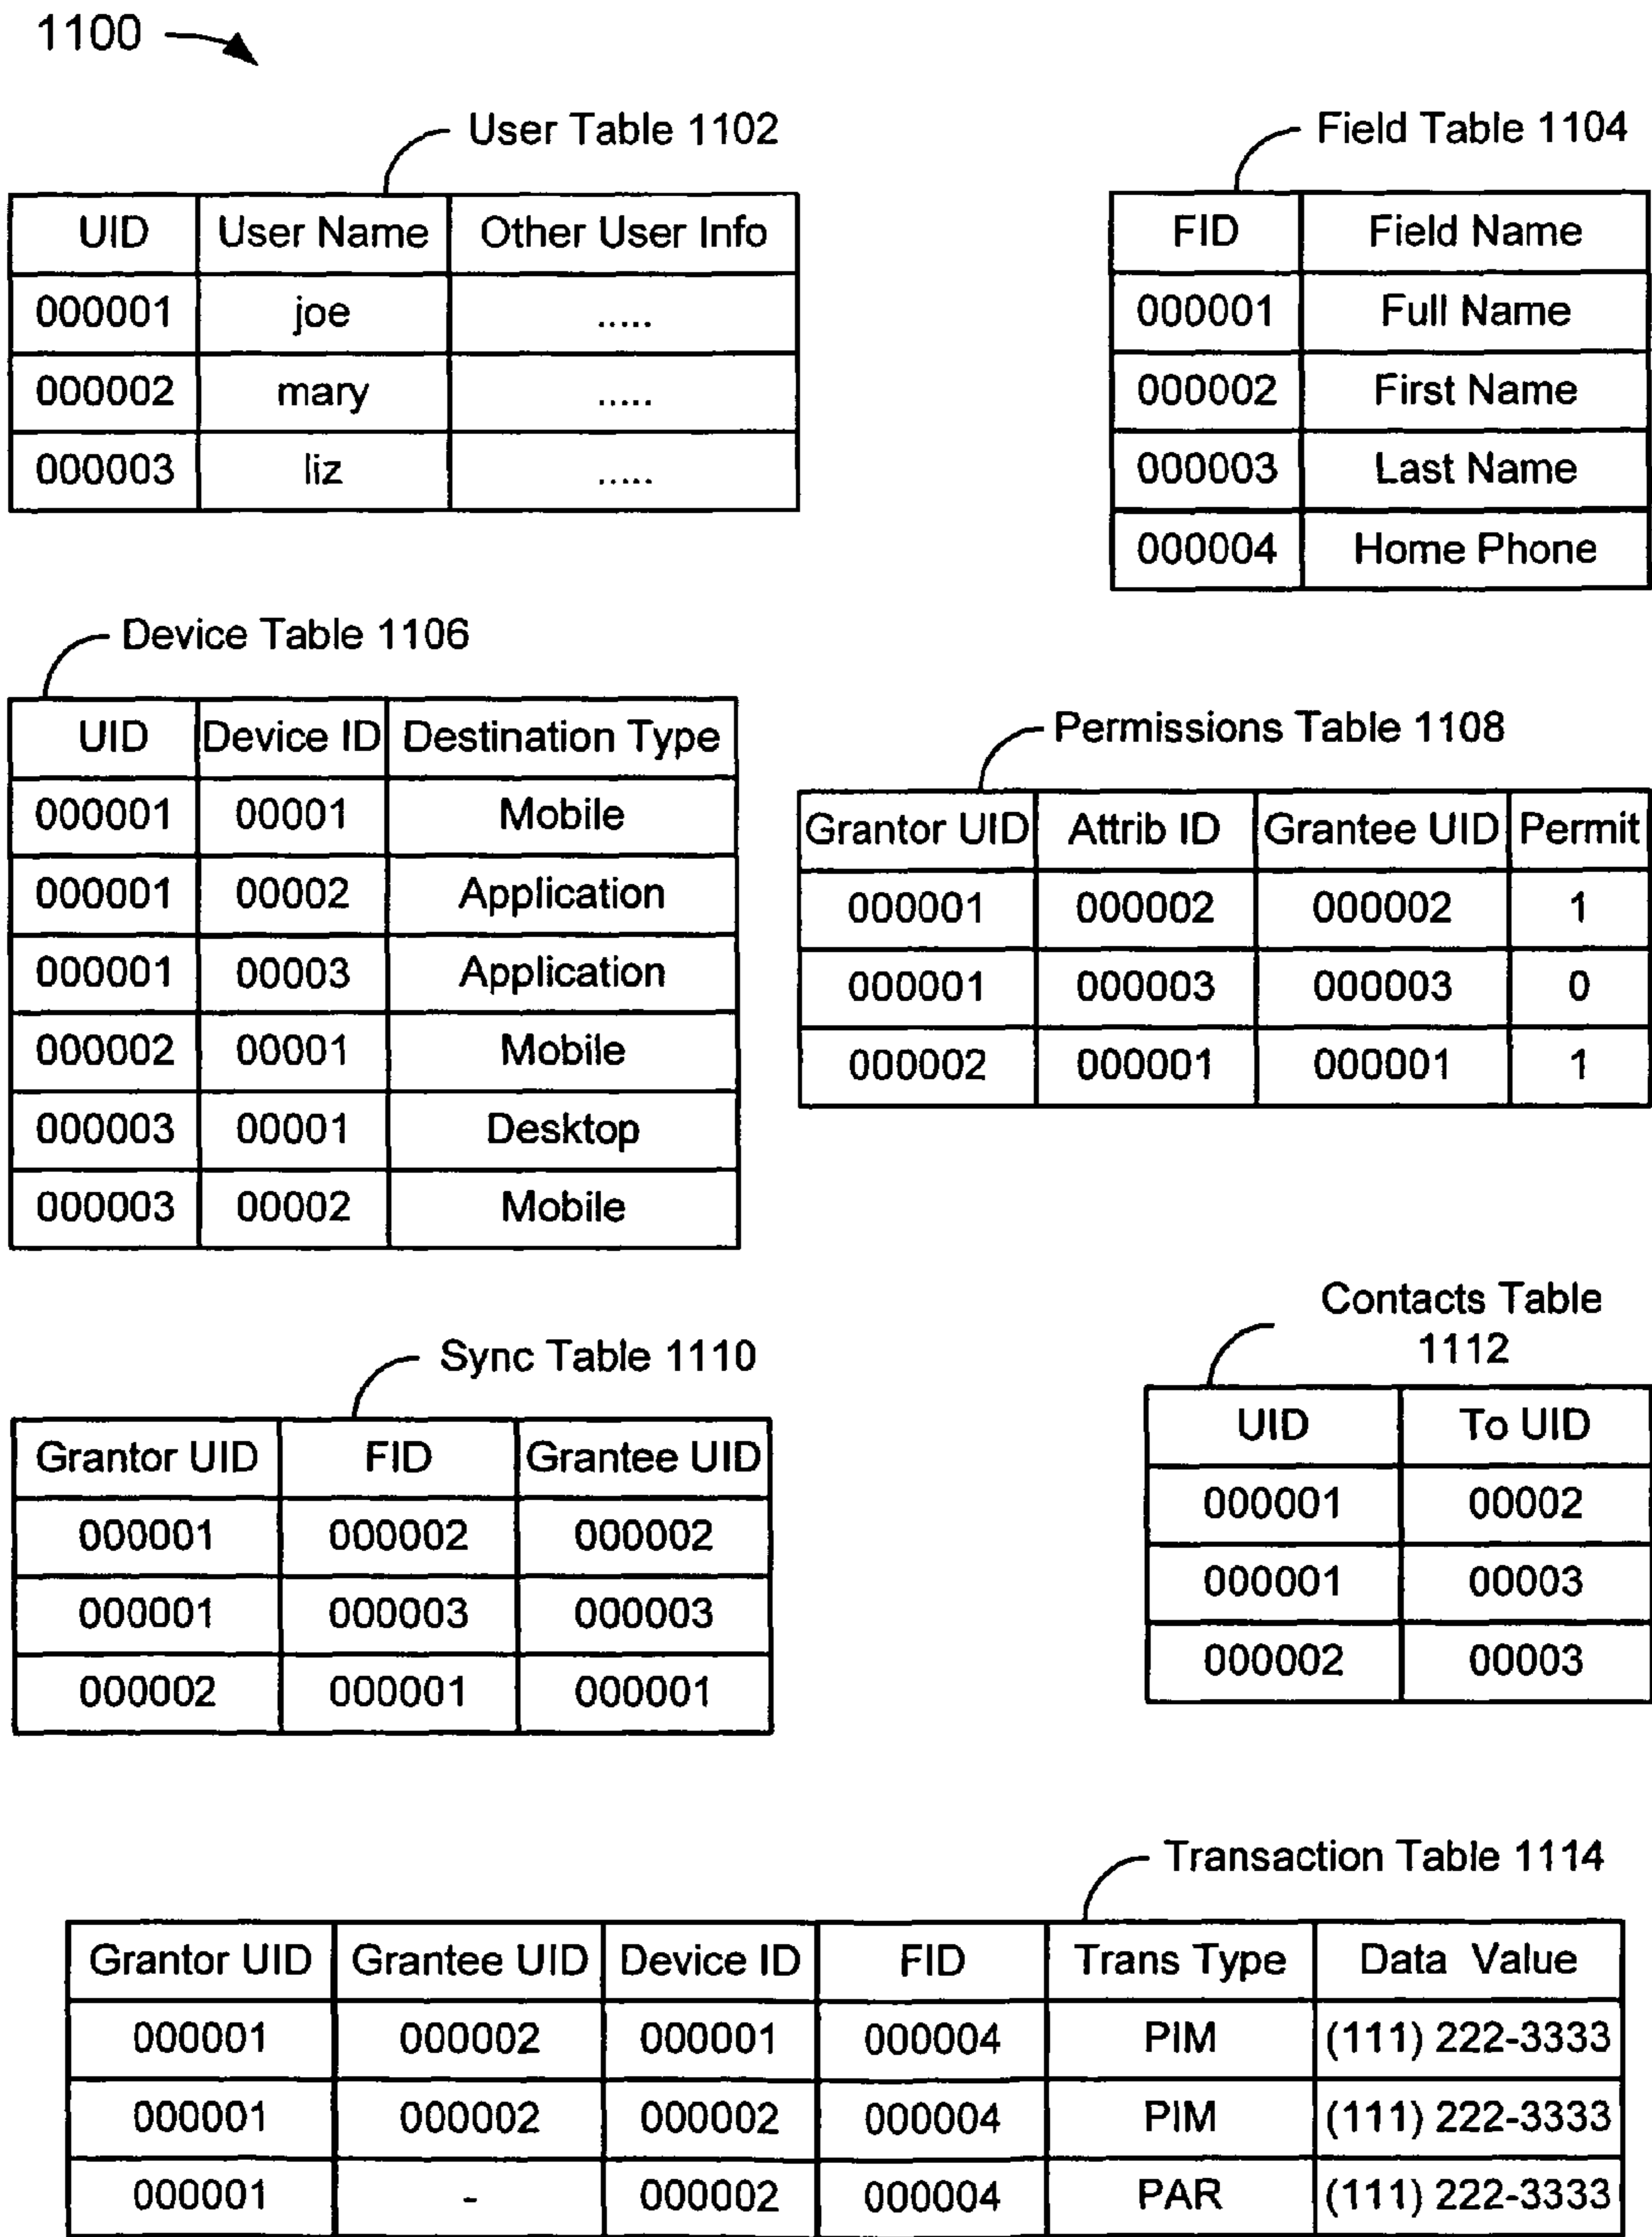 1100
User Table 1102
UID User Name Other User Info
000001 joe .....
000002 mary .....
000003 liz .....
Field Table 1104
FID Field Name
000001 Full Name
000002 First Name
000003 Last Name
000004 Home Phone
Device Table 1106
UID Device ID Destination Type
000001 00001 Mobile
000001 00002 Application
000001 00003 Application
000002 00001 Mobile
000003 00001 Desktop
000003 00002 Mobile
Permissions Table 1108
Grantor UID Attrib ID Grantee UID Permit
000001 000002 000002 1
000001 000003 000003 0
000002 000001 000001 1
Sync Table 1110
Grantor UID FID Grantee UID
000001 000002 000002
000001 000003 000003
000002 000001 000001
Contacts Table
1112
UID To UID
000001 00002
000001 00003
000002 00003
Transaction Table 1114
Grantor UID Grantee UID Device ID FID Trans Type Data Value
000001 000002 000001 000004 PIM (111) 222-3333
000001 000002 000002 000004 PIM (111) 222-3333
000001 - 000002 000004 PAR (111) 222-3333